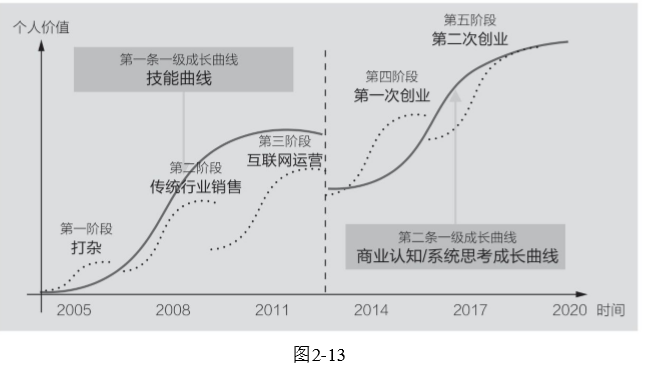 个人价值
第五阶段
第二次创业
第一条一级成长曲线
技能曲线
第四阶段
第一次创业
第三阶段
互联网运营
第二阶段
传统行业销售
第一阶段
打杂
第二条一级成长曲线
商业认知/系统思考成长曲线
2005 2008 2011 2014 2017 2020 时间
图2-13